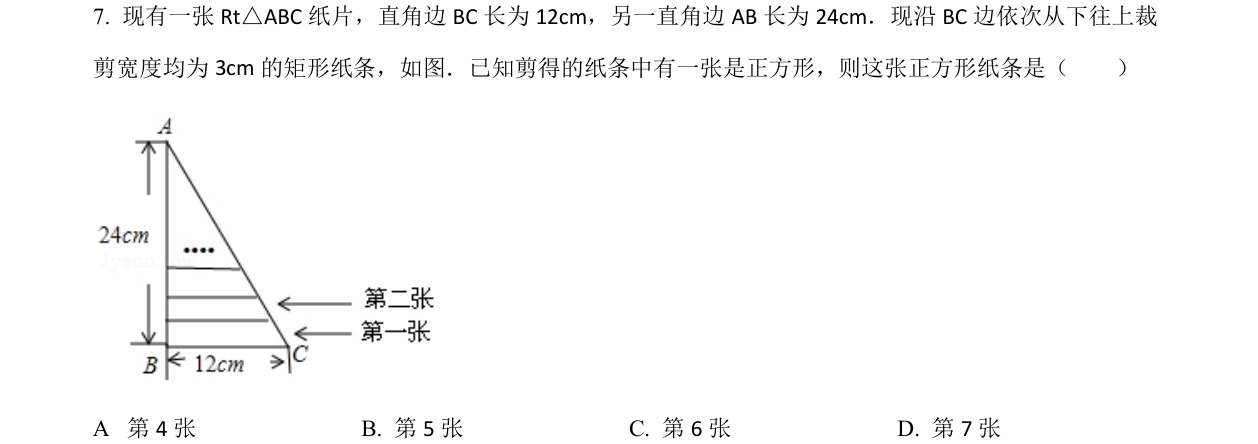 7. 现有一张 Rt△ABC 纸片，直角边 BC 长为 12cm，另一直角边 AB 长为 24cm．现沿 BC 边依次从下往上裁
剪宽度均为 3cm 的矩形纸条，如图．已知剪得的纸条中有一张是正方形，则这张正方形纸条是（　　）
A
24cm
....
第二张
第一张
B
12cm
C
A 第 4 张 B. 第 5 张 C. 第 6 张 D. 第 7 张